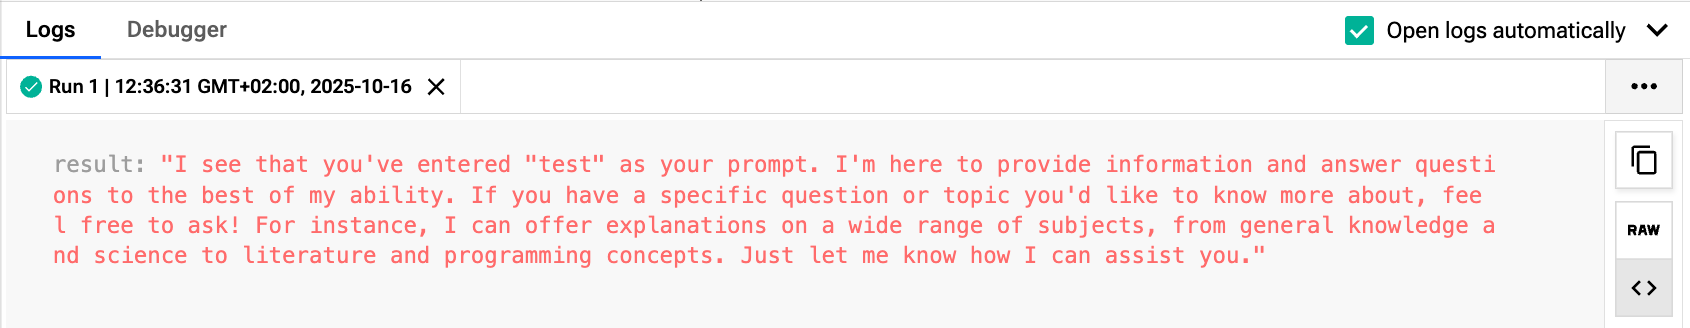 Logs Debugger Open logs automatically
Run 1 | 12:36:31 GMT+02:00, 2025-10-16
result: "I see that you've entered "test" as your prompt. I'm here to provide information and answer questi
ons to the best of my ability. If you have a specific question or topic you'd like to know more about, fee
l free to ask! For instance, I can offer explanations on a wide range of subjects, from general knowledge a
RAW
nd science to literature and programming concepts. Just let me know how I can assist you."